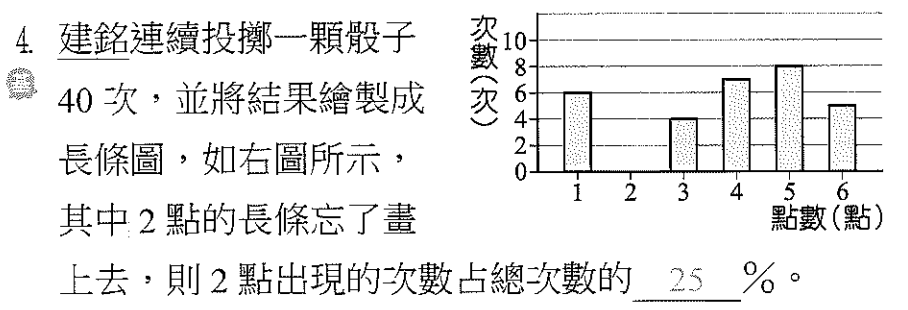 4. 建銘連續投擲一顆骰子
40 次，並將結果繪製成
長條圖，如右圖所示，
其中 2 點的長條忘了畫
上去，則 2 點出現的次數占總次數的 25 %。
次數(次)
10
8
6
4
2
0
1 2 3 4 5 6
點數(點)